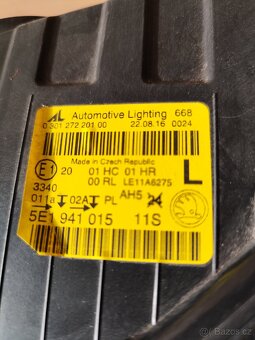 AL Automotive Lighting 668
0 301 272 201 00 22.08.16 0024
Made in Czech Republic
E1 20 01 HC 01 HR
00 RL LE11A6275 L
3340 AH5
011a 02A PL
5E1 941 015 11S
sbazar.cz